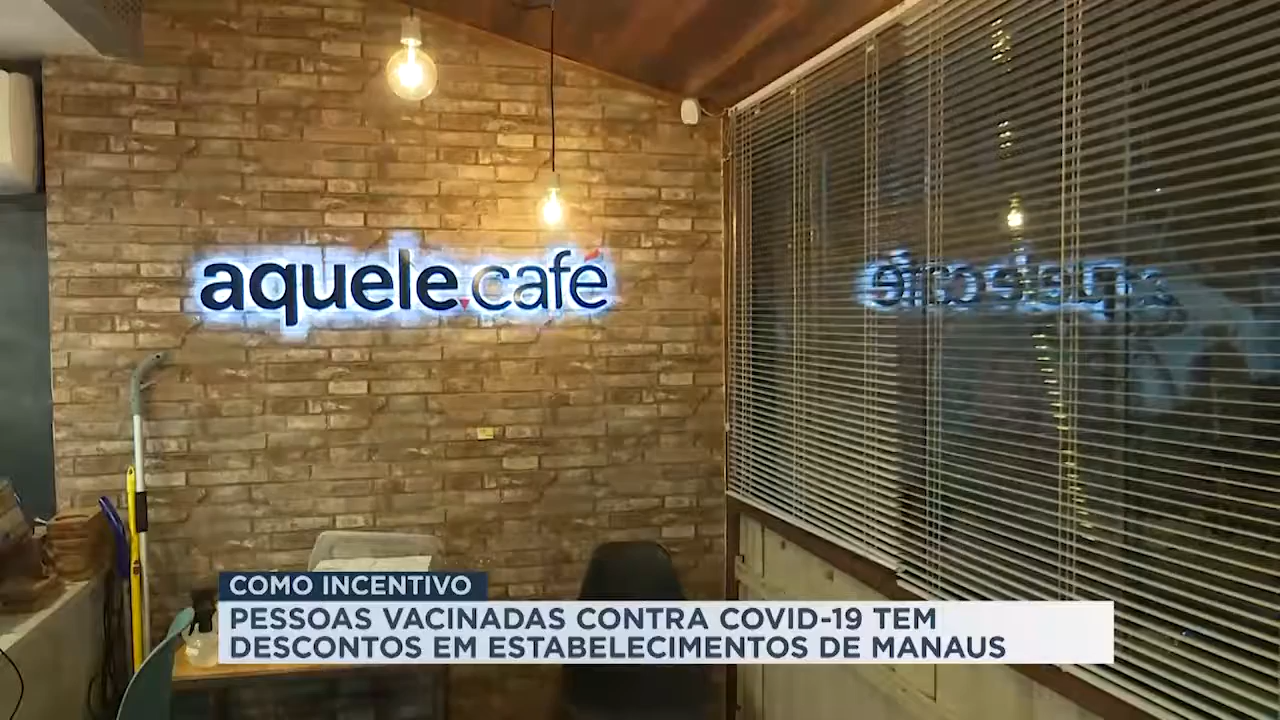 aquele.café
COMO INCENTIVO
PESSOAS VACINADAS CONTRA COVID-19 TEM
DESCONTOS EM ESTABELECIMENTOS DE MANAUS